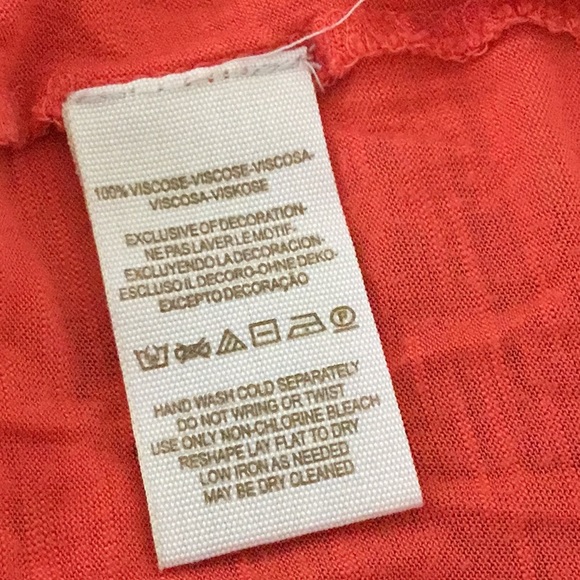 100% VISCOSE-VISCOSE-VISCOSA-
VISCOSA-VISKOSE
EXCLUSIVE OF DECORATION-
NE PAS LAVER LE MOTIF-
EXCLUYENDO LA DECORACION-
ESCLUSO IL DECORO-OHNE DEKO-
EXCEPTO DECORAÇÃO
HAND WASH COLD SEPARATELY
DO NOT WRING OR TWIST
USE ONLY NON-CHLORINE BLEACH
RESHAPE LAY FLAT TO DRY
LOW IRON AS NEEDED
MAY BE DRY CLEANED